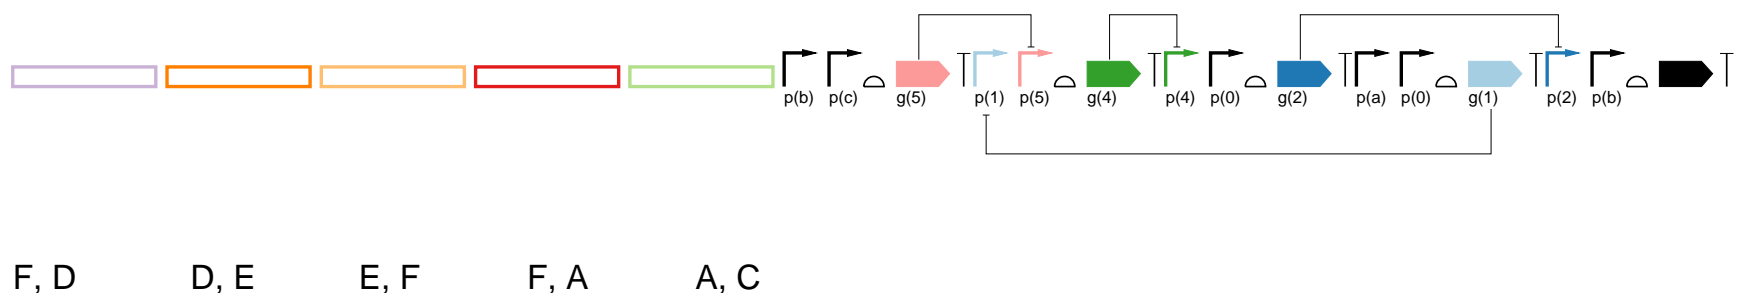 p(b) p(c) g(5) p(1) p(5) g(4) p(4) p(0) g(2) p(a) p(0) g(1) p(2) p(b)
F, D D, E E, F F, A A, C